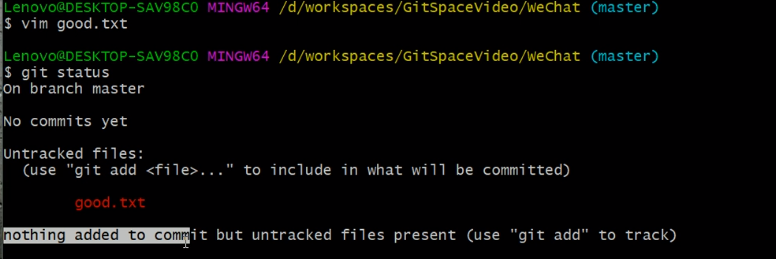 Lenovo@DESKTOP-SAV98CO MINGW64 /d/workspaces/GitSpaceVideo/WeChat (master)
$ vim good.txt
Lenovo@DESKTOP-SAV98CO MINGW64 /d/workspaces/GitSpaceVideo/WeChat (master)
$ git status
On branch master
No commits yet
Untracked files:
(use "git add <file>..." to include in what will be committed)
good.txt
nothing added to commit but untracked files present (use "git add" to track)